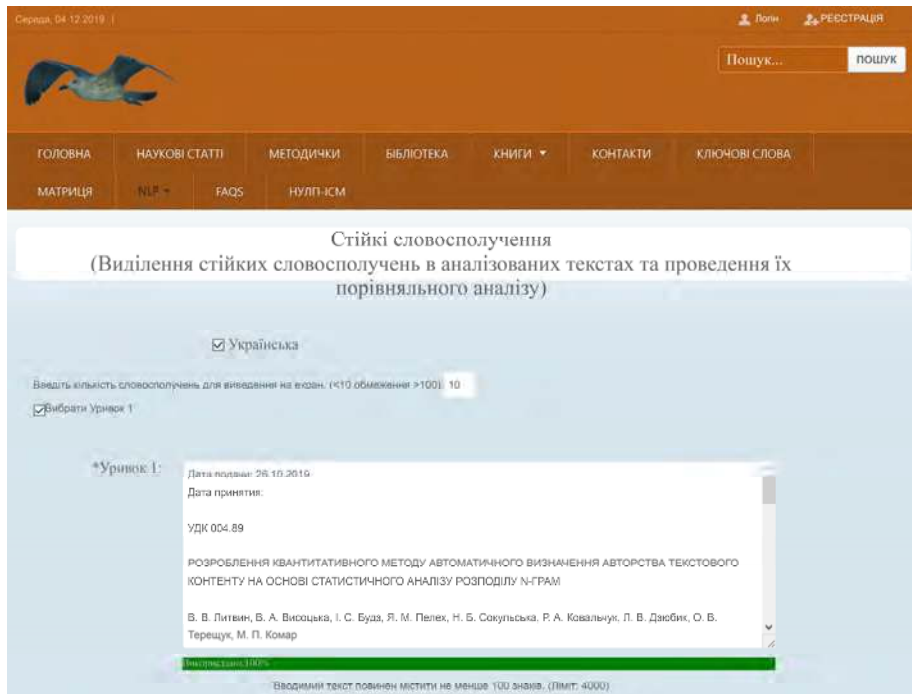 Середа, 04.12.2019 |
Логін
РЕЄСТРАЦІЯ
Пошук...
ПОШУК
ГОЛОВНА
НАУКОВІ СТАТТІ
МЕТОДИЧКИ
БІБЛІОТЕКА
КНИГИ
КОНТАКТИ
КЛЮЧОВІ СЛОВА
МАТРИЦЯ
NLP
FAQS
НУЛП-ІСМ
Стійкі словосполучення
(Виділення стійких словосполучень в аналізованих текстах та проведення їх
порівняльного аналізу)
Українська
Введіть кількість словосполучень для виведення на екран. (<10 обмеження >100) 10
Вибрати Уривок 1
*Уривок 1:
Дата подачи: 26.10.2019
Дата принятия:
УДК 004.89
РОЗРОБЛЕННЯ КВАНТИТАТИВНОГО МЕТОДУ АВТОМАТИЧНОГО ВИЗНАЧЕННЯ АВТОРСТВА ТЕКСТОВОГО
КОНТЕНТУ НА ОСНОВІ СТАТИСТИЧНОГО АНАЛІЗУ РОЗПОДІЛУ N-ГРАМ
В. В. Литвин, В. А. Висоцька, І. С. Будз, Я. М. Пелех, Н. Б. Сокульська, Р. А. Ковальчук, Л. В. Дзюбик, О. В.
Терещук, М. П. Комар
Використано 100%
Вводимий текст повинен містити не менше 100 знаків. (Ліміт: 4000)